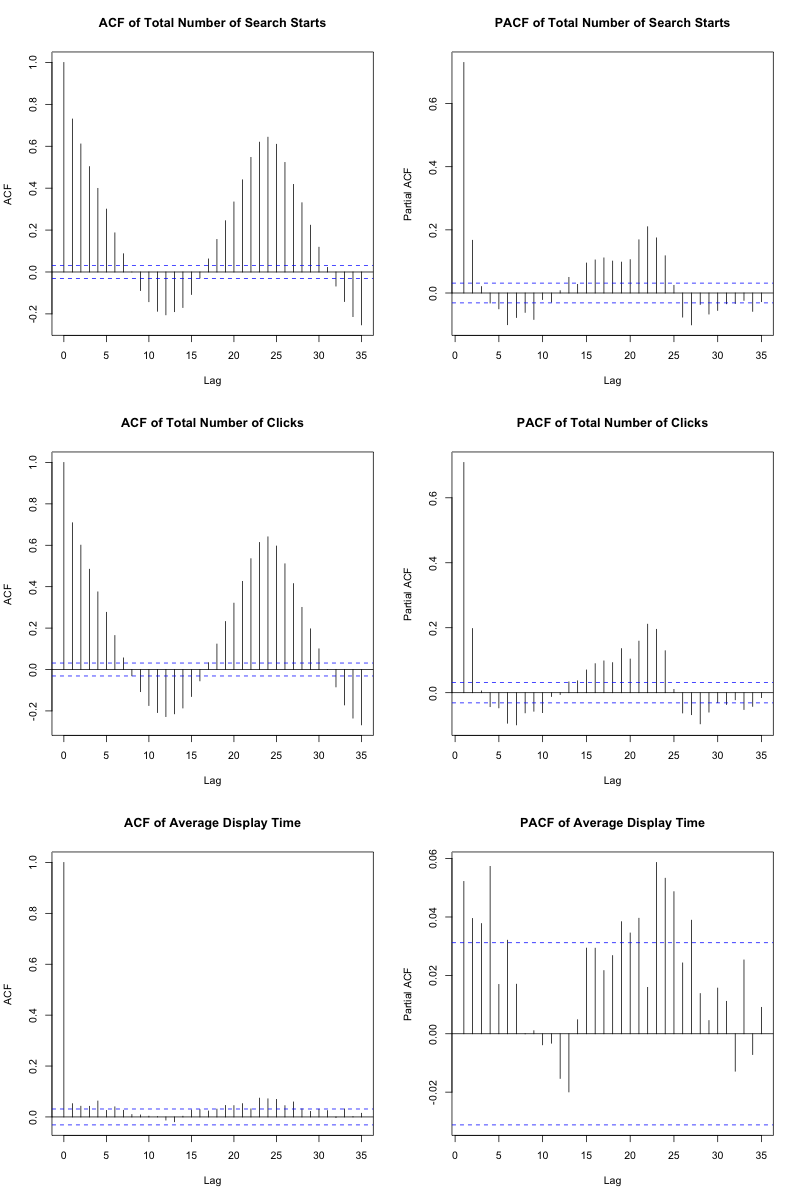 ACF of Total Number of Search Starts
ACF
1.0
0.8
0.6
0.4
0.2
0.0
-0.2
0 5 10 15 20 25 30 35
Lag
PACF of Total Number of Search Starts
Partial ACF
0.6
0.4
0.2
0.0
0 5 10 15 20 25 30 35
Lag
ACF of Total Number of Clicks
ACF
1.0
0.8
0.6
0.4
0.2
0.0
-0.2
0 5 10 15 20 25 30 35
Lag
PACF of Total Number of Clicks
Partial ACF
0.6
0.4
0.2
0.0
0 5 10 15 20 25 30 35
Lag
ACF of Average Display Time
ACF
1.0
0.8
0.6
0.4
0.2
0.0
0 5 10 15 20 25 30 35
Lag
PACF of Average Display Time
Partial ACF
0.06
0.04
0.02
0.00
-0.02
0 5 10 15 20 25 30 35
Lag